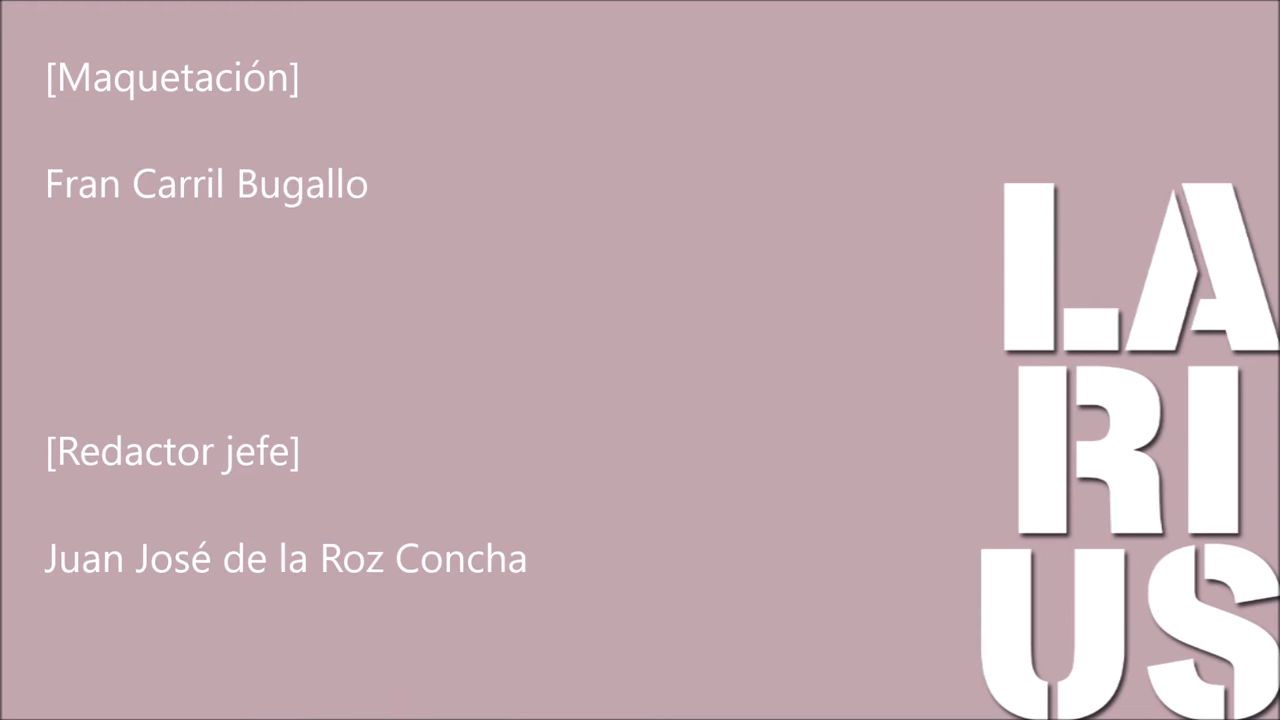 [Maquetación]
Fran Carril Bugallo
[Redactor jefe]
Juan José de la Roz Concha
LA
RI
US